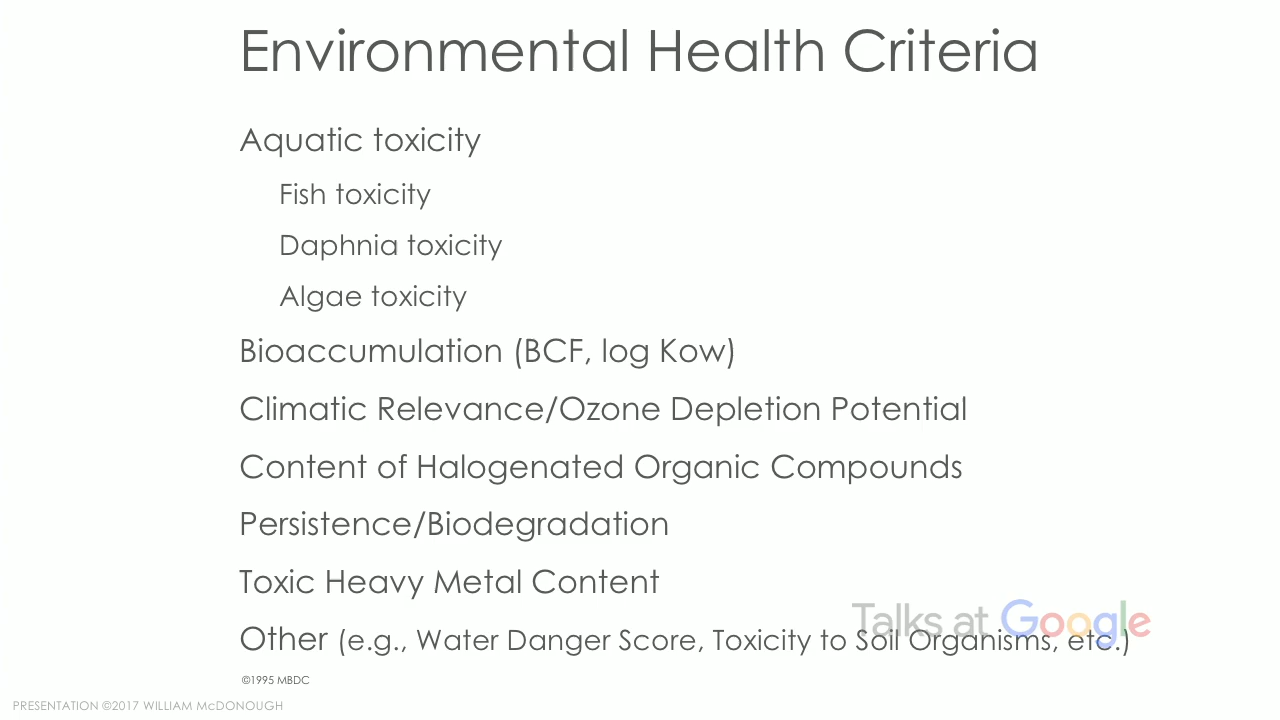 Environmental Health Criteria
Aquatic toxicity
Fish toxicity
Daphnia toxicity
Algae toxicity
Bioaccumulation (BCF, log Kow)
Climatic Relevance/Ozone Depletion Potential
Content of Halogenated Organic Compounds
Persistence/Biodegradation
Toxic Heavy Metal Content
Talks at Google
Other (e.g., Water Danger Score, Toxicity to Soil Organisms, etc.)
©1995 MBDC
PRESENTATION ©2017 WILLIAM McDONOUGH